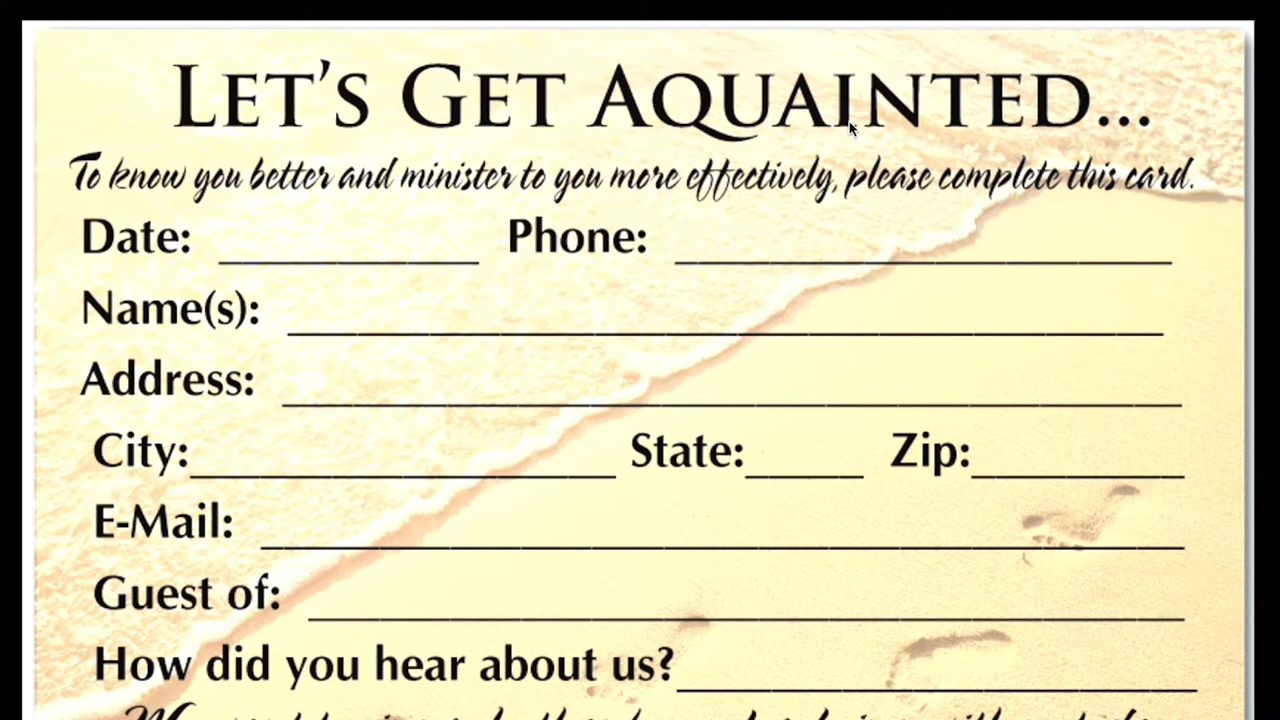 LET'S GET AQUAINTED...
To know you better and minister to you more effectively, please complete this card.
Date: Phone:
Name(s):
Address:
City: State: Zip:
E-Mail:
Guest of:
How did you hear about us?